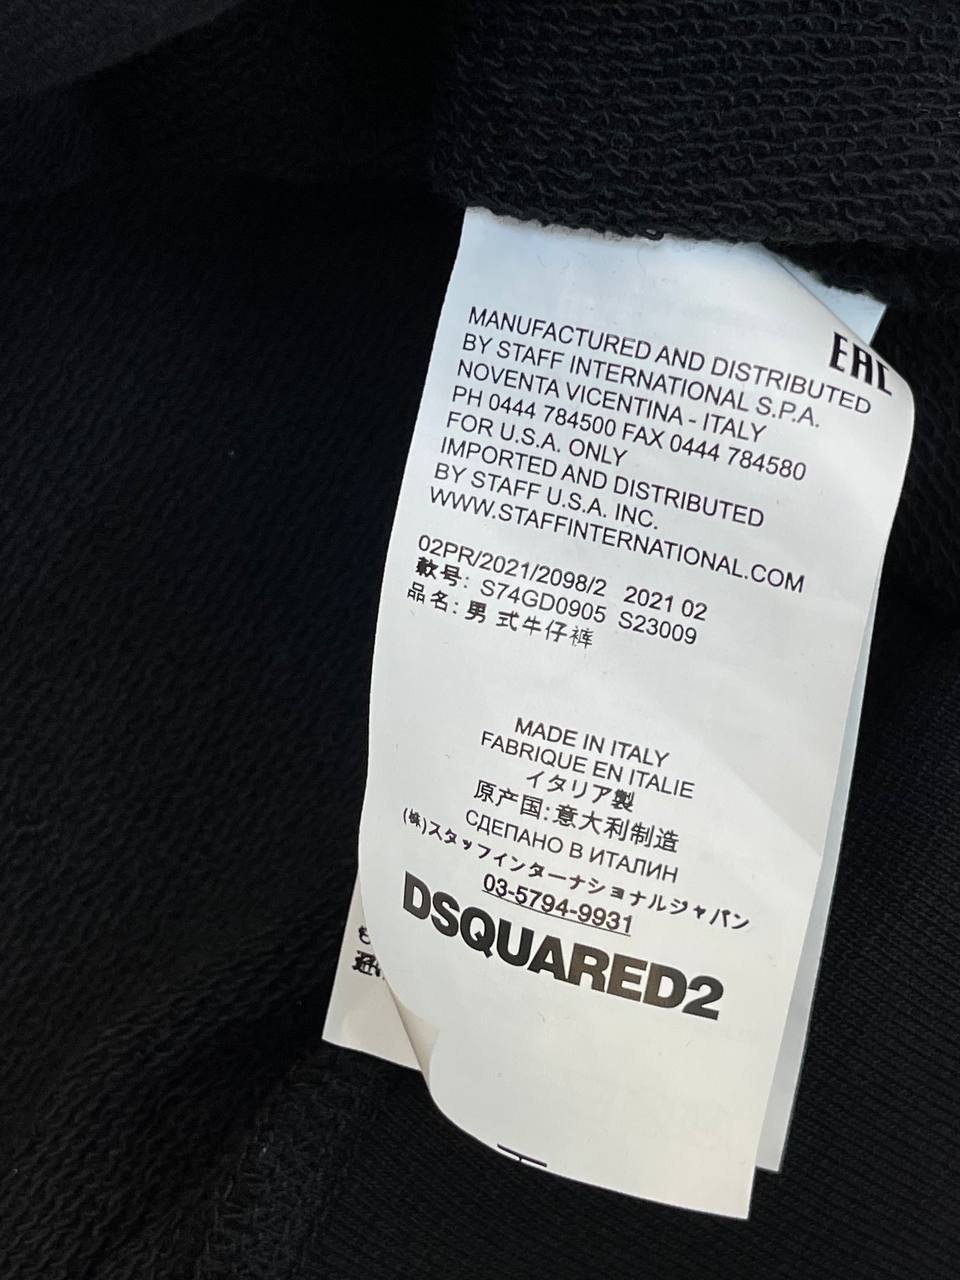 EAC
MANUFACTURED AND DISTRIBUTED
BY STAFF INTERNATIONAL S.P.A.
NOVENTA VICENTINA - ITALY
PH 0444 784500 FAX 0444 784580
FOR U.S.A. ONLY
IMPORTED AND DISTRIBUTED
BY STAFF U.S.A. INC.
WWW.STAFFINTERNATIONAL.COM
02PR/2021/2098/2 2021 02
款号: S74GD0905 S23009
品名: 男 式牛仔裤
MADE IN ITALY
FABRIQUE EN ITALIE
イタリア製
原产国: 意大利制造
СДЕПАНО В ИТАЛИН
(株)スタッフインターナショナルジャパン
03-5794-9931
DSQUARED2